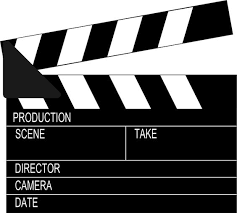 PRODUCTION
SCENE TAKE
DIRECTOR
CAMERA
DATE